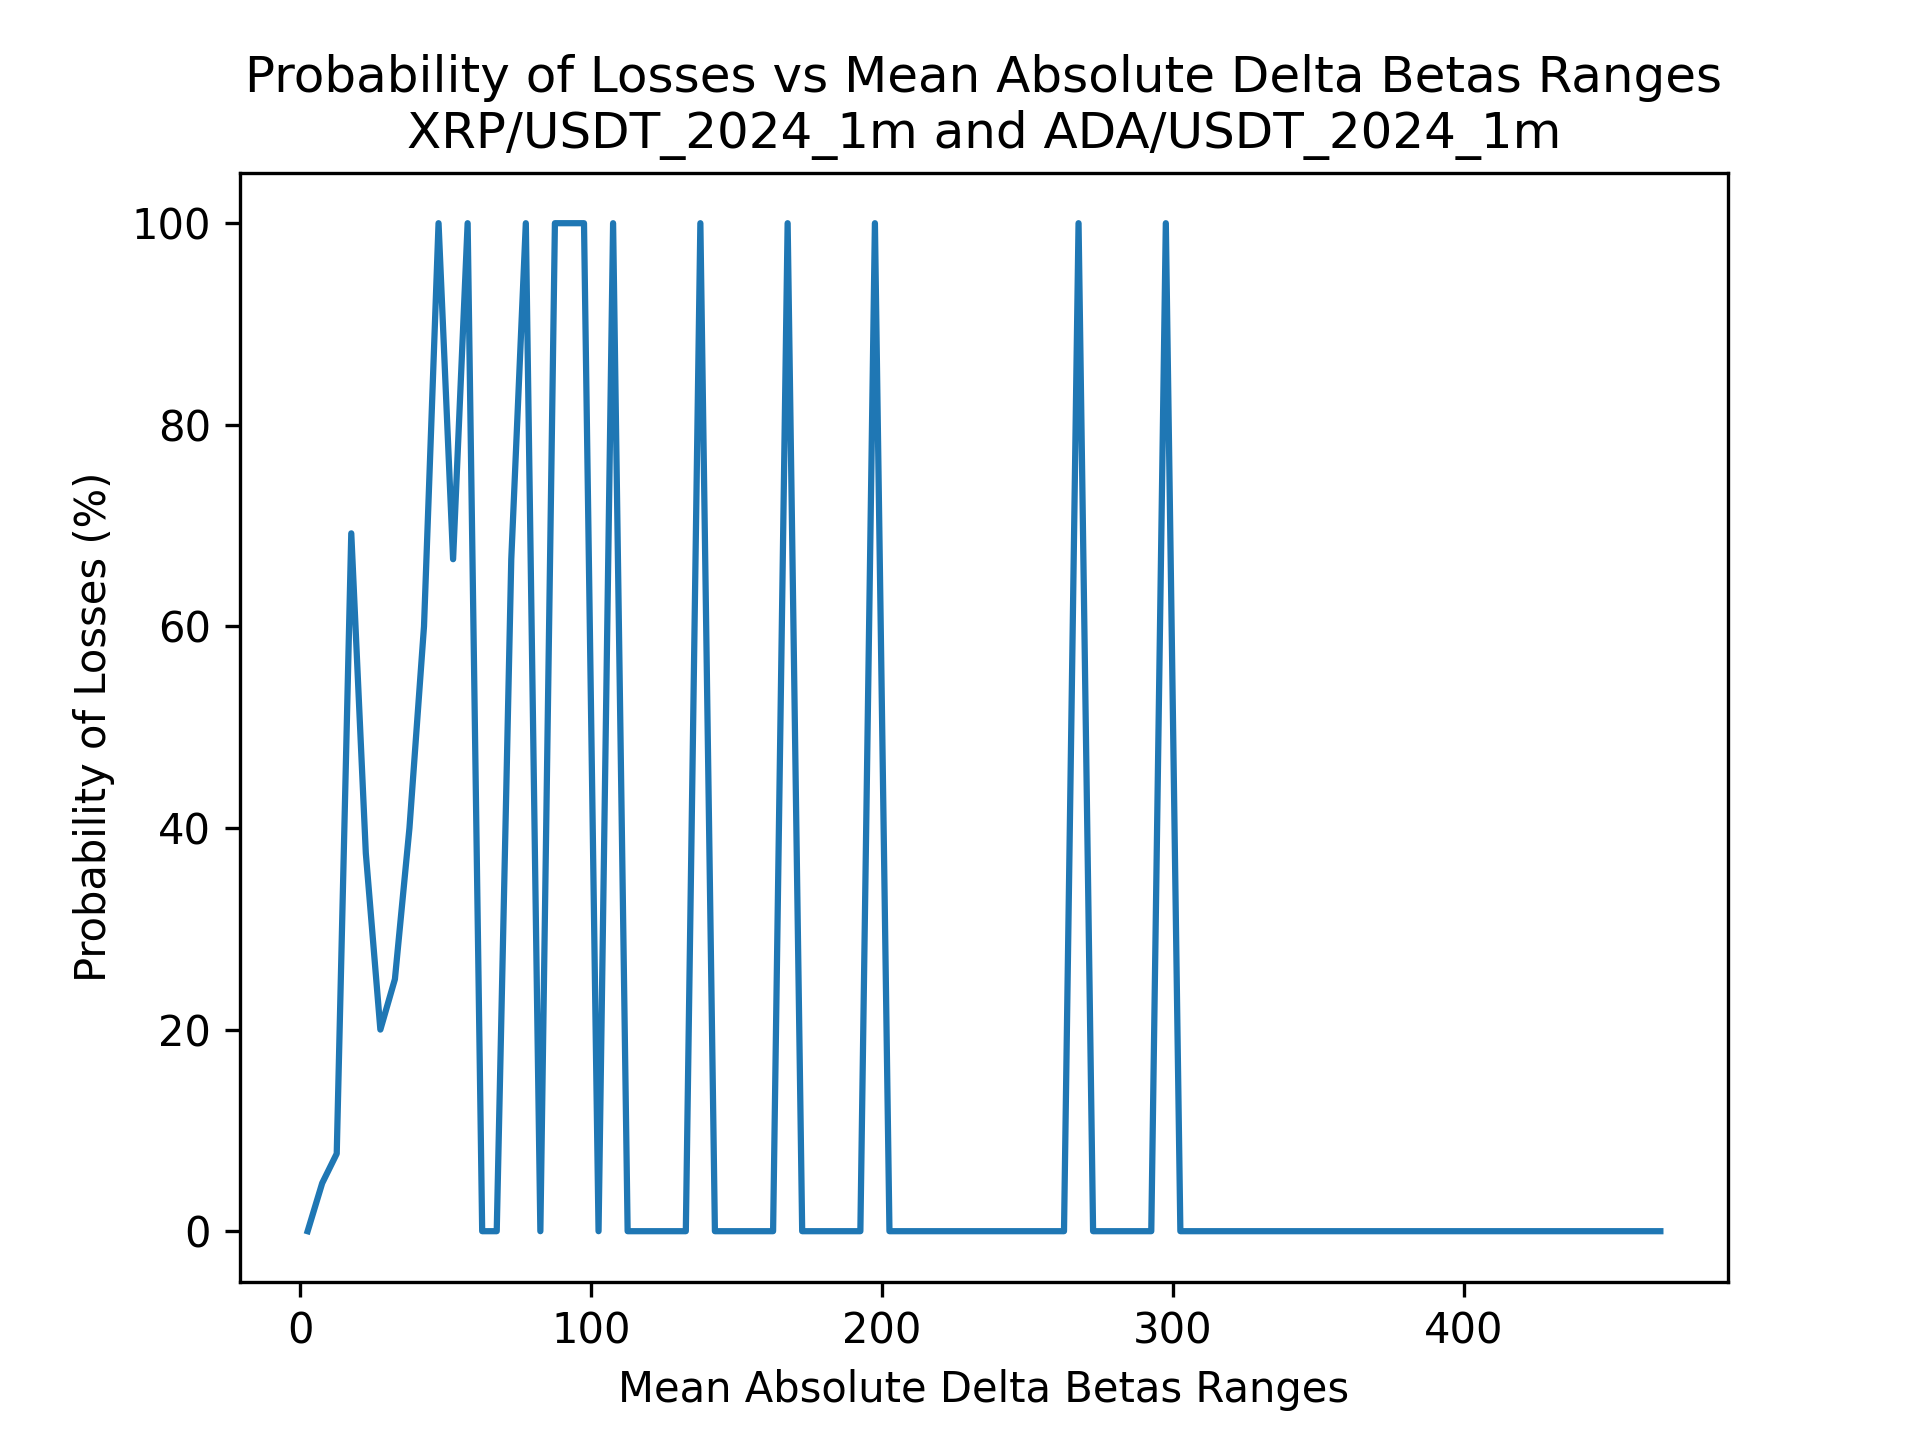 Probability of Losses vs Mean Absolute Delta Betas Ranges
XRP/USDT_2024_1m and ADA/USDT_2024_1m
Probability of Losses (%)
100
80
60
40
20
0
0 100 200 300 400
Mean Absolute Delta Betas Ranges